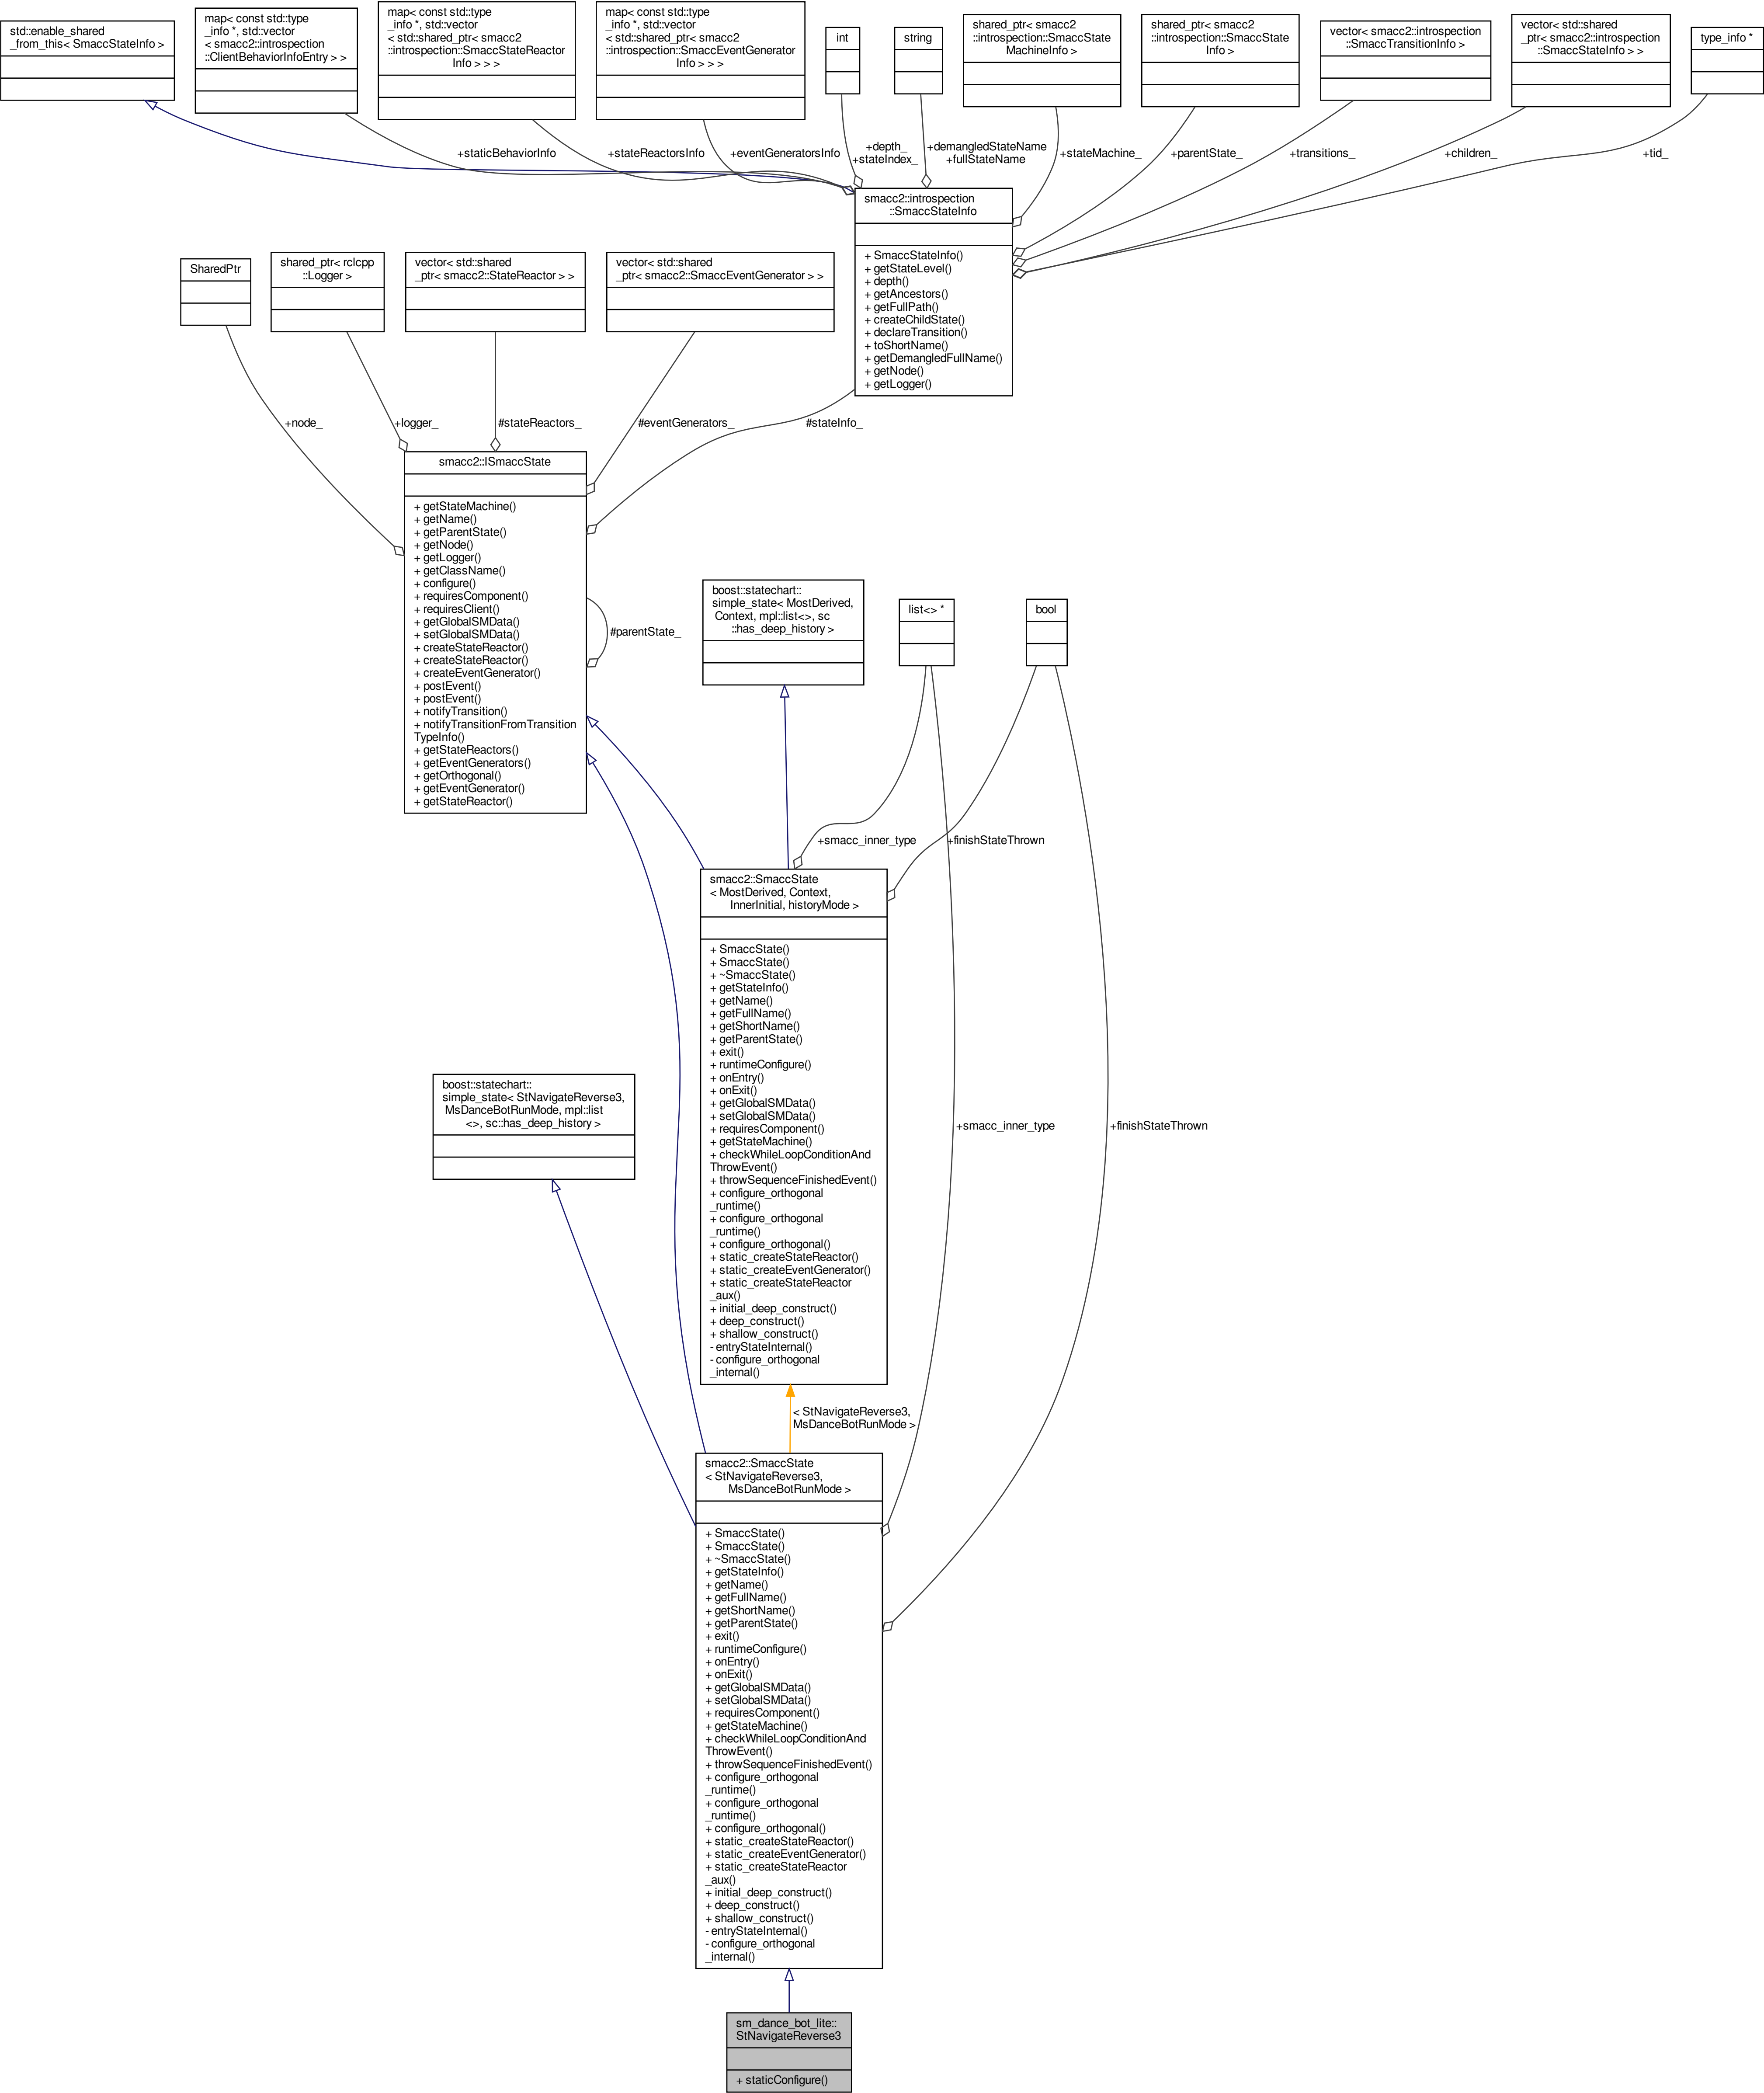 std::enable_shared
_from_this< SmaccStateInfo >
map< const std::type
_info *, std::vector
< smacc2::introspection
::ClientBehaviorInfoEntry > >
map< const std::type
_info *, std::vector
< std::shared_ptr< smacc2
::introspection::SmaccStateReactor
Info > > >
map< const std::type
_info *, std::vector
< std::shared_ptr< smacc2
::introspection::SmaccEventGenerator
Info > > >
int
string
shared_ptr< smacc2
::introspection::SmaccState
MachineInfo >
shared_ptr< smacc2
::introspection::SmaccState
Info >
vector< smacc2::introspection
::SmaccTransitionInfo >
vector< std::shared
_ptr< smacc2::introspection
::SmaccStateInfo > >
type_info *
+staticBehaviorInfo
+stateReactorsInfo
+eventGeneratorsInfo
+depth_
+stateIndex_
+demangledStateName
+fullStateName
+stateMachine_
+parentState_
+transitions_
+children_
+tid_
smacc2::introspection
::SmaccStateInfo
+ SmaccStateInfo()
+ getStateLevel()
+ depth()
+ getAncestors()
+ getFullPath()
+ createChildState()
+ declareTransition()
+ toShortName()
+ getDemangledFullName()
+ getNode()
+ getLogger()
SharedPtr
shared_ptr< rclcpp
::Logger >
vector< std::shared
_ptr< smacc2::StateReactor > >
vector< std::shared
_ptr< smacc2::SmaccEventGenerator > >
+node_
+logger_
#stateReactors_
#eventGenerators_
#stateInfo_
smacc2::ISmaccState
+ getStateMachine()
+ getName()
+ getParentState()
+ getNode()
+ getLogger()
+ getClassName()
+ configure()
+ requiresComponent()
+ requiresClient()
+ getGlobalSMData()
+ setGlobalSMData()
+ createStateReactor()
+ createStateReactor()
+ createEventGenerator()
+ postEvent()
+ postEvent()
+ notifyTransition()
+ notifyTransitionFromTransition
TypeInfo()
+ getStateReactors()
+ getEventGenerators()
+ getOrthogonal()
+ getEventGenerator()
+ getStateReactor()
#parentState_
boost::statechart::
simple_state< MostDerived,
Context, mpl::list<>, sc
::has_deep_history >
list<> *
bool
+smacc_inner_type
+finishStateThrown
smacc2::SmaccState
< MostDerived, Context,
InnerInitial, historyMode >
+ SmaccState()
+ SmaccState()
+ ~SmaccState()
+ getStateInfo()
+ getName()
+ getFullName()
+ getShortName()
+ getParentState()
+ exit()
+ runtimeConfigure()
+ onEntry()
+ onExit()
+ getGlobalSMData()
+ setGlobalSMData()
+ requiresComponent()
+ getStateMachine()
+ checkWhileLoopConditionAnd
ThrowEvent()
+ throwSequenceFinishedEvent()
+ configure_orthogonal
_runtime()
+ configure_orthogonal
_runtime()
+ configure_orthogonal()
+ static_createStateReactor()
+ static_createEventGenerator()
+ static_createStateReactor
_aux()
+ initial_deep_construct()
+ deep_construct()
+ shallow_construct()
- entryStateInternal()
- configure_orthogonal
_internal()
boost::statechart::
simple_state< StNavigateReverse3,
MsDanceBotRunMode, mpl::list
<>, sc::has_deep_history >
+smacc_inner_type
+finishStateThrown
< StNavigateReverse3,
MsDanceBotRunMode >
smacc2::SmaccState
< StNavigateReverse3,
MsDanceBotRunMode >
+ SmaccState()
+ SmaccState()
+ ~SmaccState()
+ getStateInfo()
+ getName()
+ getFullName()
+ getShortName()
+ getParentState()
+ exit()
+ runtimeConfigure()
+ onEntry()
+ onExit()
+ getGlobalSMData()
+ setGlobalSMData()
+ requiresComponent()
+ getStateMachine()
+ checkWhileLoopConditionAnd
ThrowEvent()
+ throwSequenceFinishedEvent()
+ configure_orthogonal
_runtime()
+ configure_orthogonal
_runtime()
+ configure_orthogonal()
+ static_createStateReactor()
+ static_createEventGenerator()
+ static_createStateReactor
_aux()
+ initial_deep_construct()
+ deep_construct()
+ shallow_construct()
- entryStateInternal()
- configure_orthogonal
_internal()
sm_dance_bot_lite::
StNavigateReverse3
+ staticConfigure()